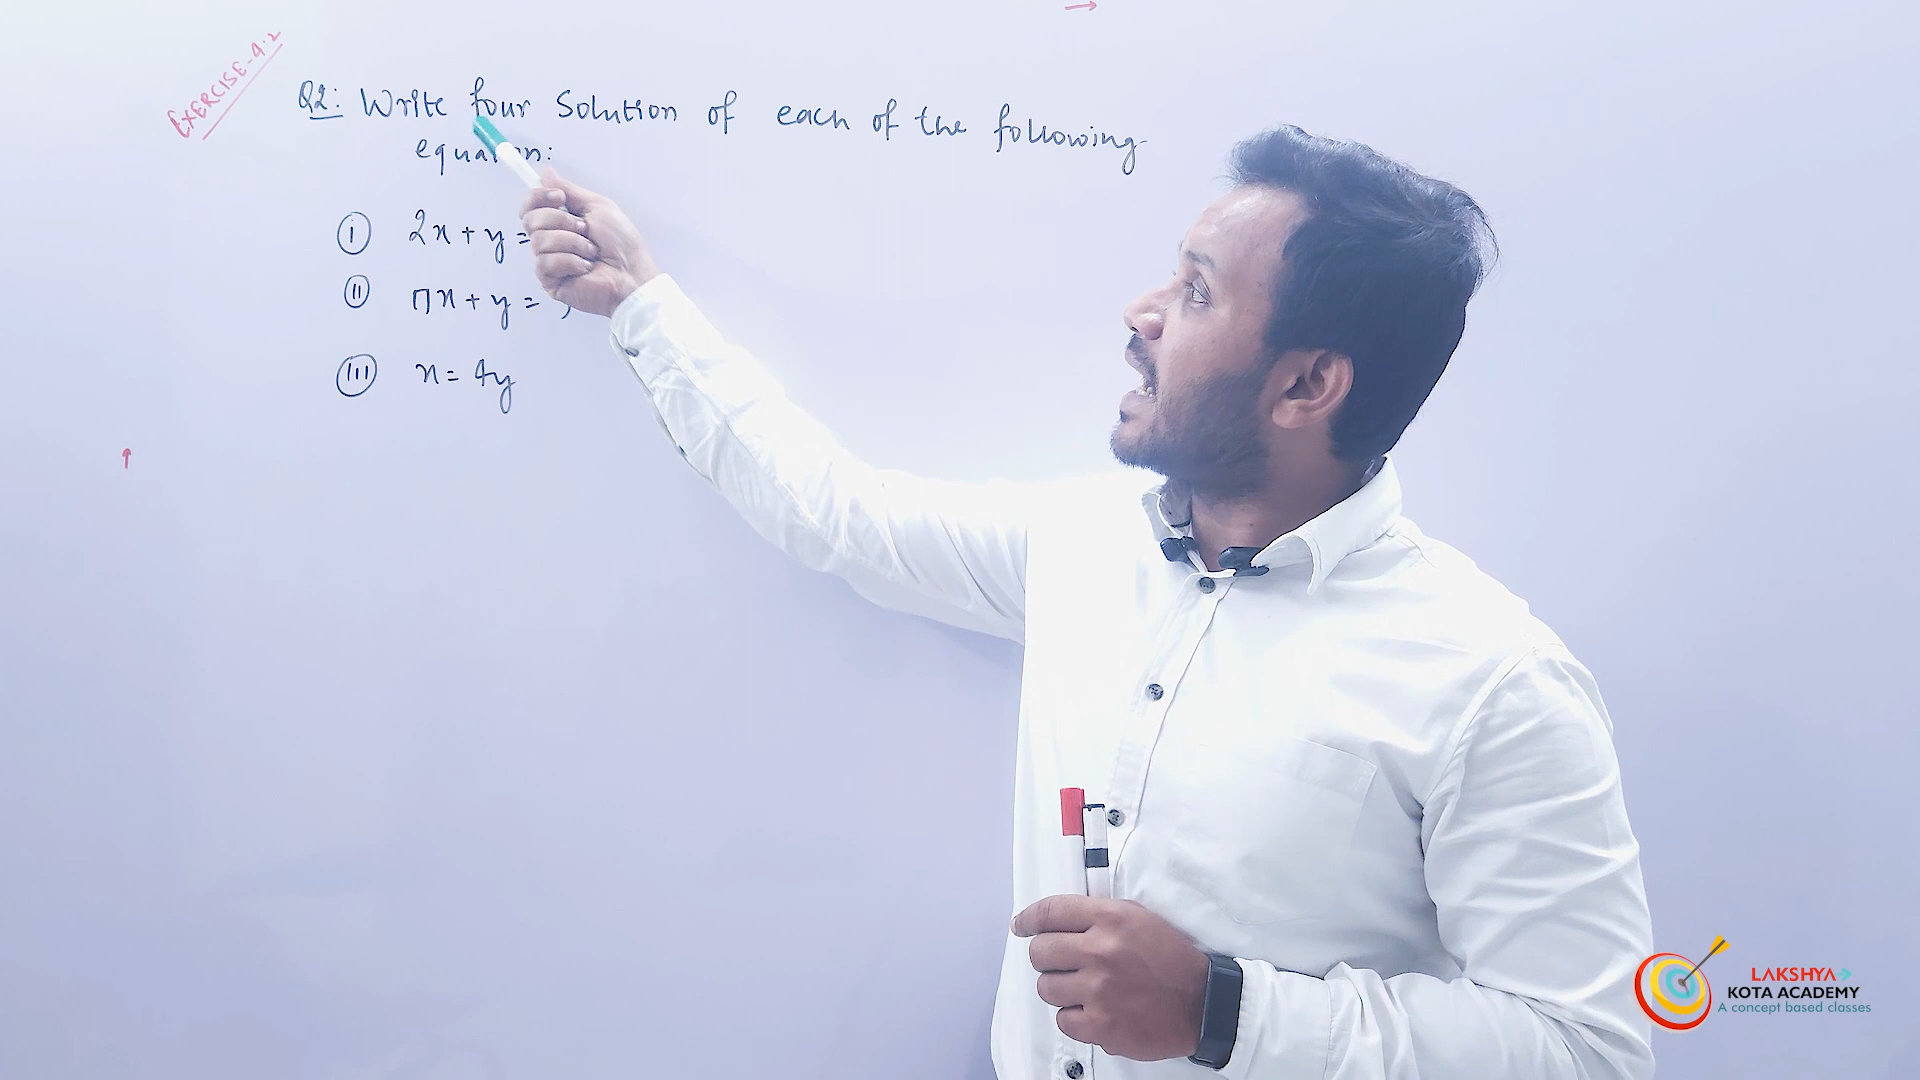 EXERCISE-4.2
Q2: Write four Solution of each of the following
equation:
(i) 2x+y=
(ii) πx+y=
(iii) x=4y
LAKSHYA
KOTA ACADEMY
A concept based classes